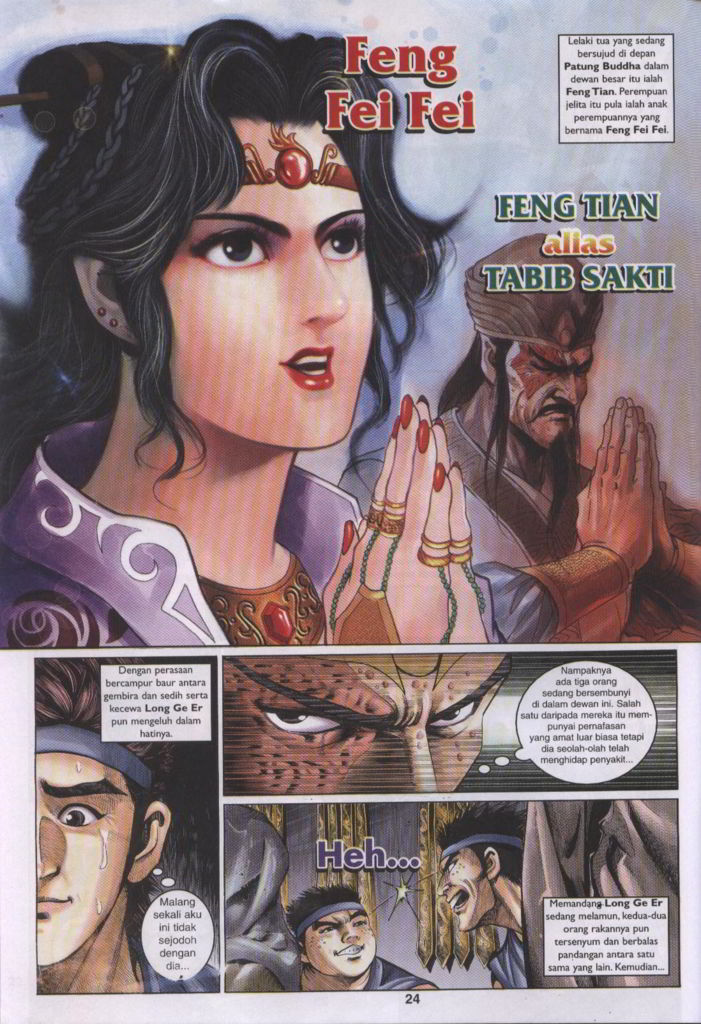 Feng
Fei Fei
Lelaki tua yang sedang
bersujud di depan
Patung Buddha dalam
dewan besar itu ialah
Feng Tian. Perempuan
jelita itu pula ialah anak
perempuannya yang
bernama Feng Fei Fei.
FENG TIAN
alias
TABIB SAKTI
Dengan perasaan
bercampur baur antara
gembira dan sedih serta
kecewa Long Ge Er
pun mengeluh dalam
hatinya.
Malang
sekali aku
ini tidak
sejodoh
dengan
dia...
Nampaknya
ada tiga orang
sedang bersembunyi
di dalam dewan ini. Salah
satu daripada mereka itu mem-
punyai pernafasan
yang amat luar biasa tetapi
dia seolah-olah telah
menghidap penyakit...
Heh...
Memandang Long Ge Er
sedang melamun, kedua-dua
orang rakannya pun
tersenyum dan berbalas
pandangan antara satu
sama yang lain. Kemudian...
24